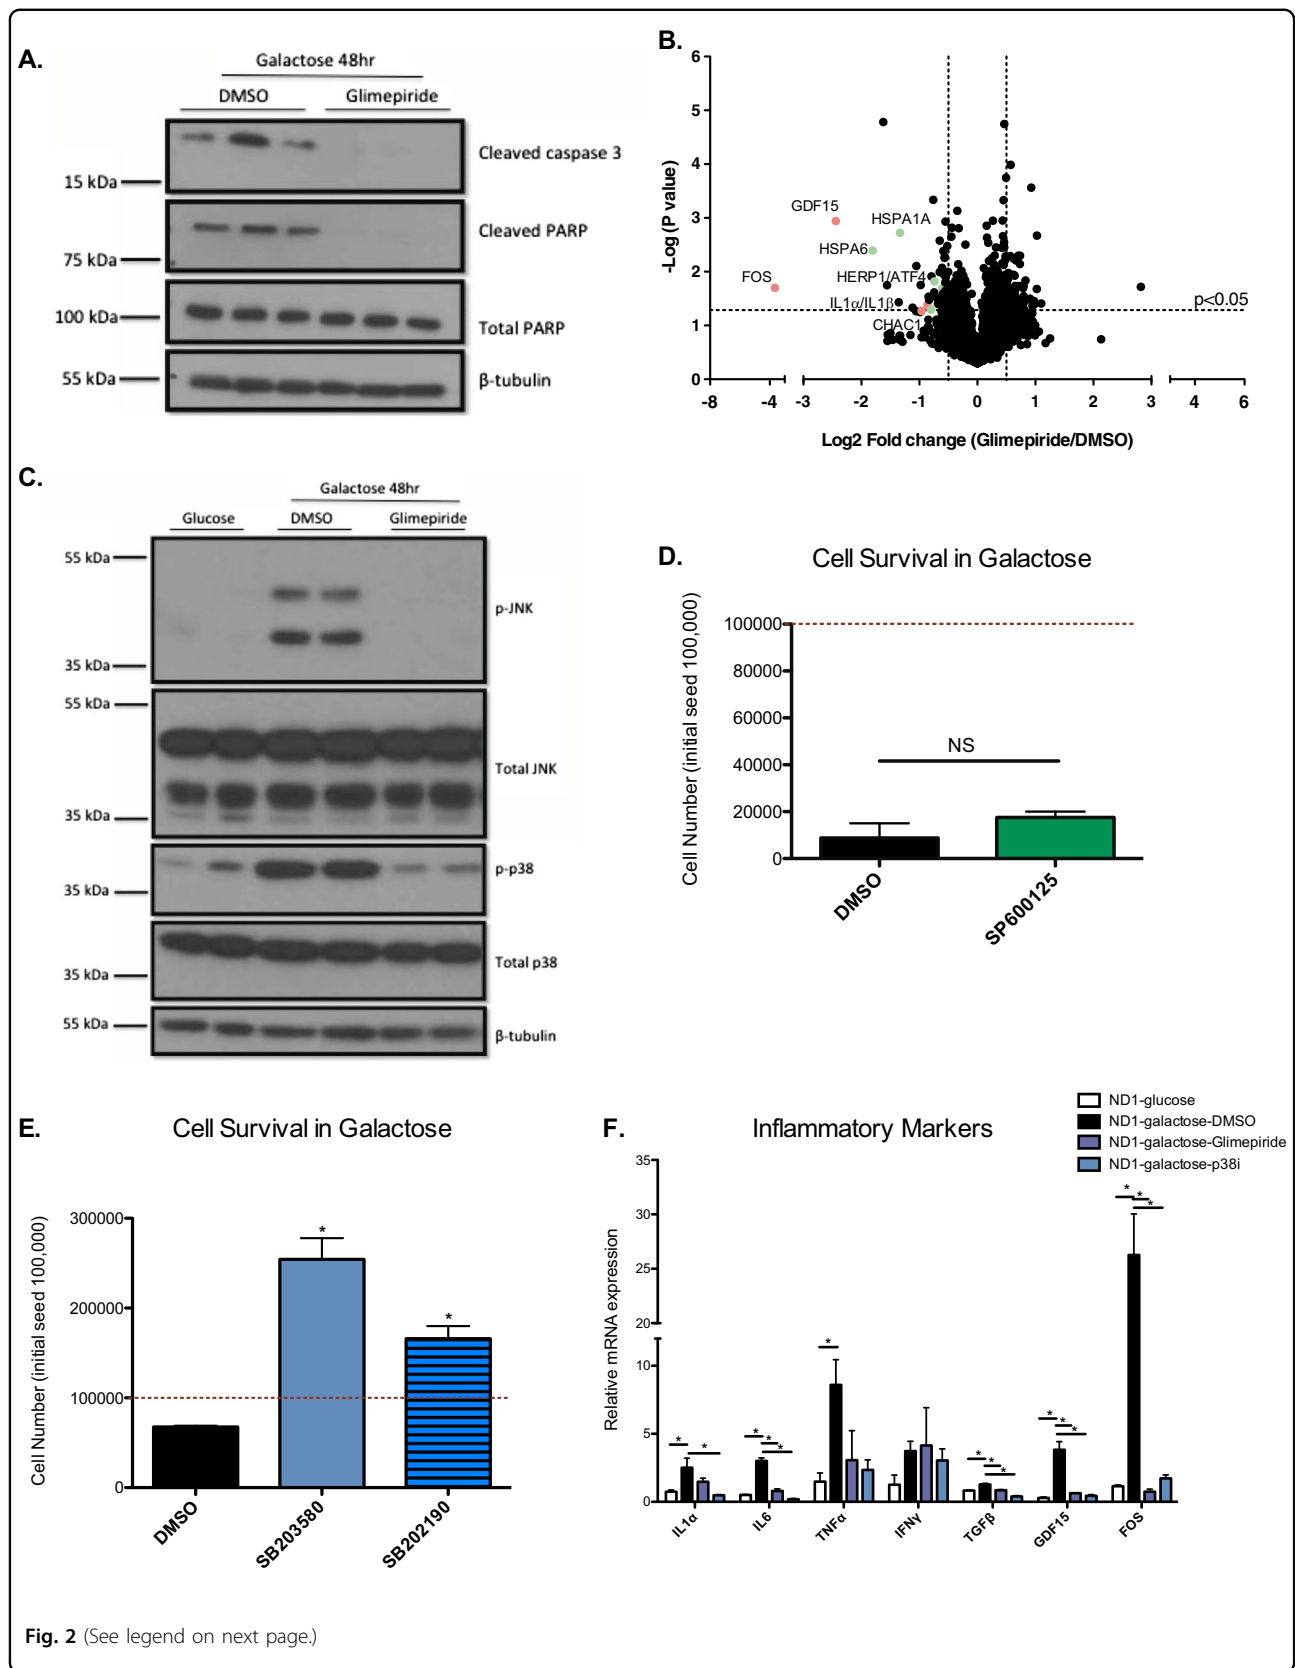 A.
Galactose 48hr
DMSO Glimepiride
Cleaved caspase 3
15 kDa
Cleaved PARP
75 kDa
100 kDa
Total PARP
55 kDa
β-tubulin
B.
6
5
4
3
2
1
0
-Log (P value)
GDF15
HSPA1A
HSPA6
FOS
HERP1/ATF4
IL1α/IL1β
CHAC1
p<0.05
-8 -4 -3 -2 -1 0 1 2 3 4 6
Log2 Fold change (Glimepiride/DMSO)
C.
Galactose 48hr
Glucose DMSO Glimepiride
55 kDa
p-JNK
35 kDa
55 kDa
Total JNK
35 kDa
p-p38
35 kDa
Total p38
35 kDa
55 kDa
β-tubulin
D.
Cell Survival in Galactose
Cell Number (initial seed 100,000)
100000
80000
60000
40000
20000
0
NS
DMSO
SP600125
E.
Cell Survival in Galactose
Cell Number (initial seed 100,000)
300000
200000
100000
0
*
*
DMSO
SB203580
SB202190
F.
Inflammatory Markers
ND1-glucose
ND1-galactose-DMSO
ND1-galactose-Glimepiride
ND1-galactose-p38i
Relative mRNA expression
35
30
25
20
10
5
0
* *
* * *
*
* * *
* * *
* * *
IL1α
IL6
TNFα
IFNγ
TGFβ
GDF15
FOS
Fig. 2 (See legend on next page.)